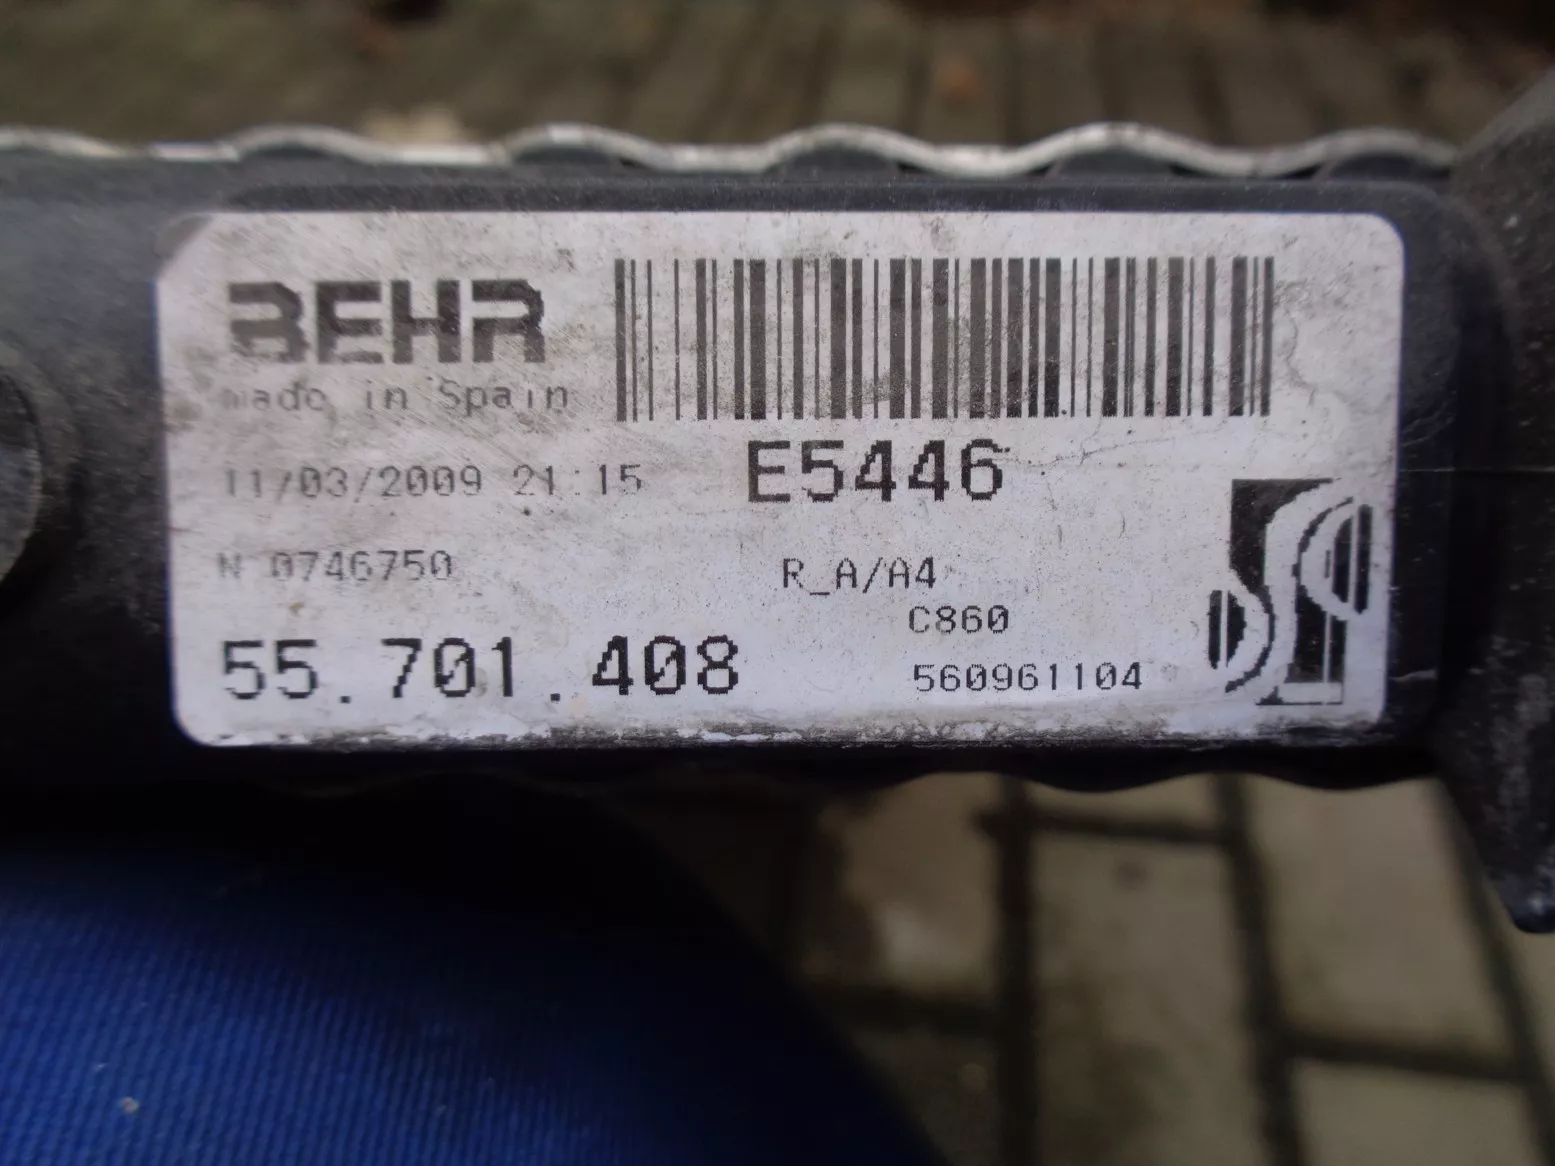 BEHR
made in Spain
11/03/2009 21:15 E5446
N 0746750 R_A/A4
C860
55.701.408 560961104